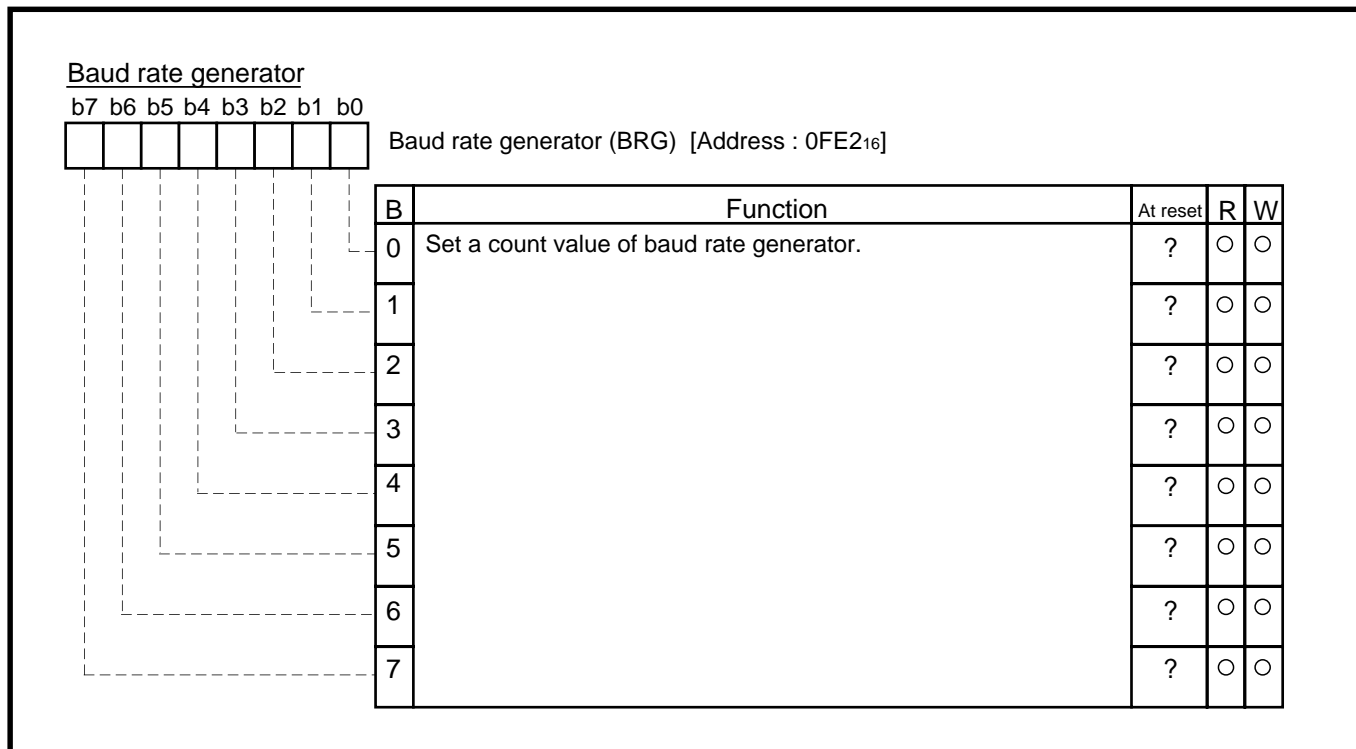 Baud rate generator
b7 b6 b5 b4 b3 b2 b1 b0
Baud rate generator (BRG) [Address : 0FE2₁₆]
B Function At reset R W
0 Set a count value of baud rate generator. ? ○ ○
1 ? ○ ○
2 ? ○ ○
3 ? ○ ○
4 ? ○ ○
5 ? ○ ○
6 ? ○ ○
7 ? ○ ○